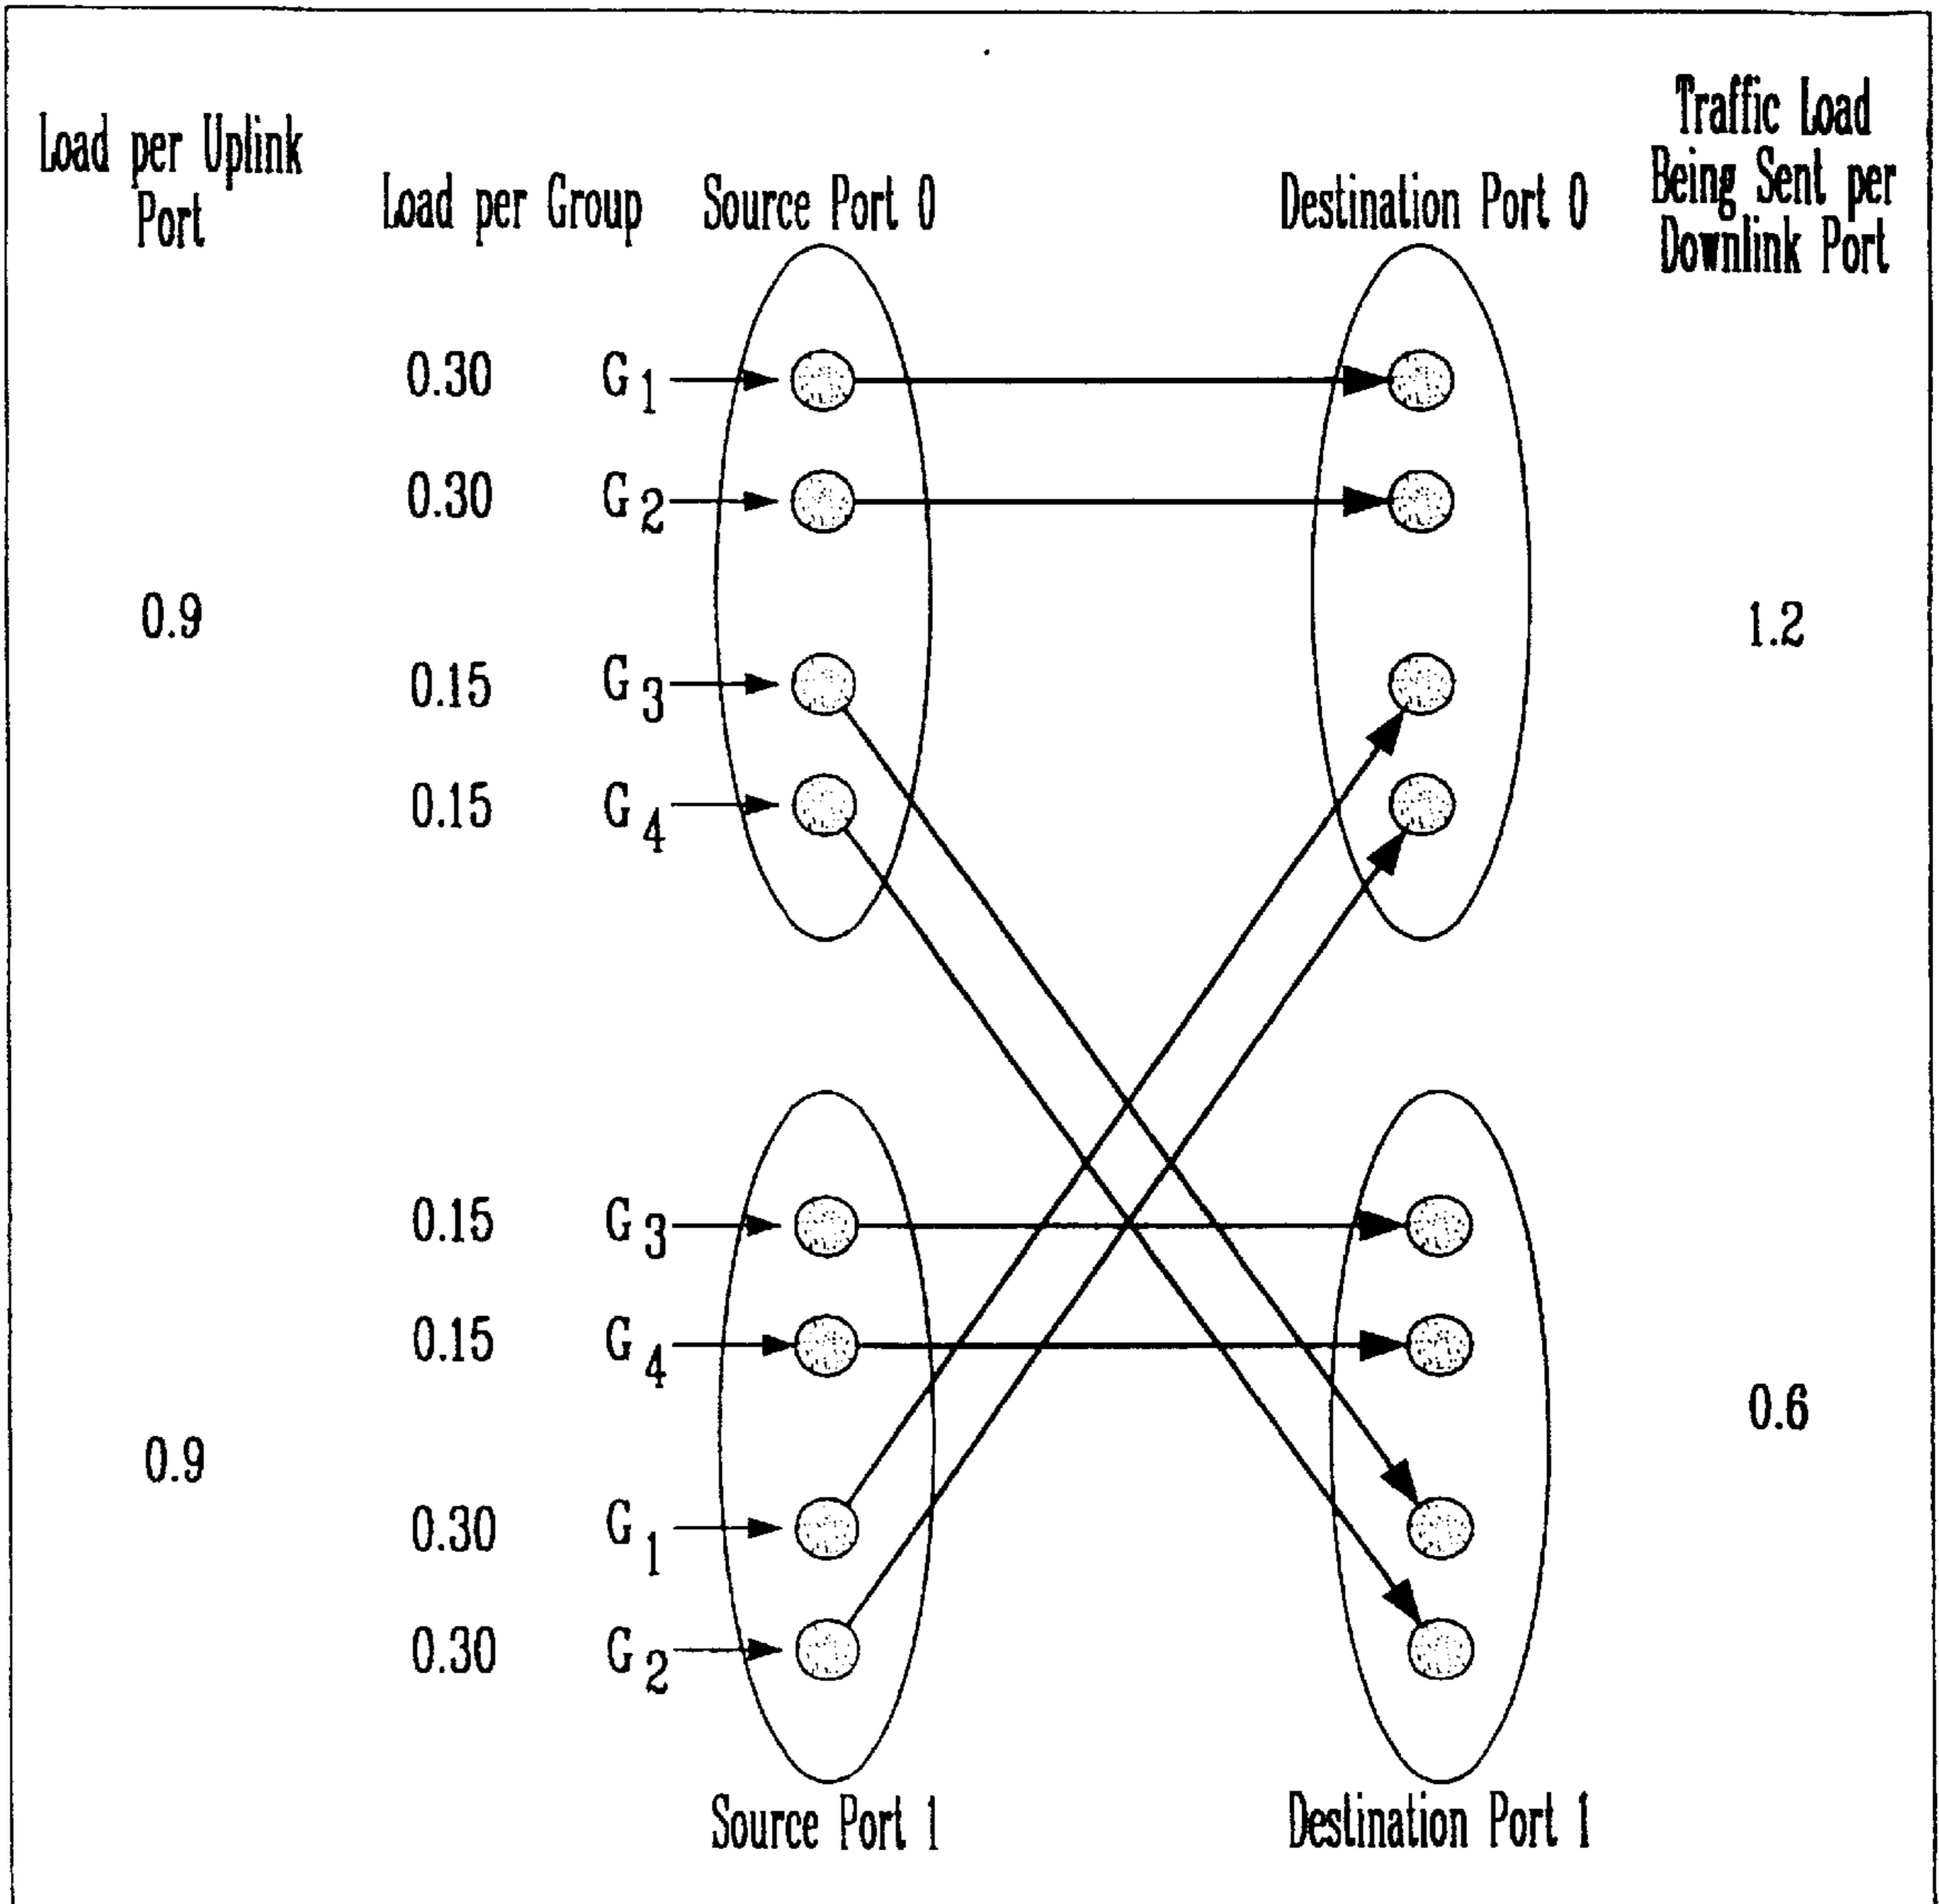 Load per Uplink
Port
Load per Group
Source Port 0
Destination Port 0
Traffic Load
Being Sent per
Downlink Port
0.30 G1
0.30 G2
0.9
1.2
0.15 G3
0.15 G4
0.15 G3
0.15 G4
0.9
0.6
0.30 G1
0.30 G2
Source Port 1
Destination Port 1